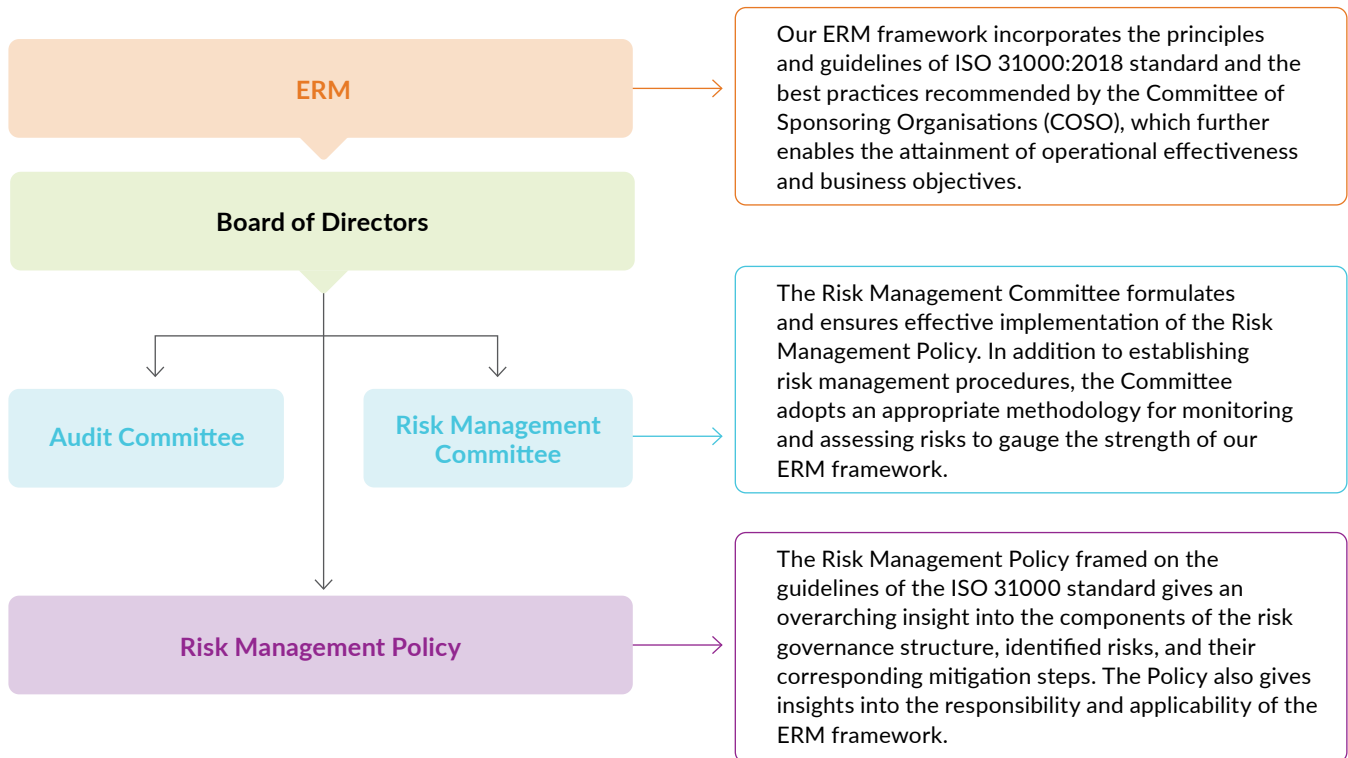 ERM
Our ERM framework incorporates the principles
and guidelines of ISO 31000:2018 standard and the
best practices recommended by the Committee of
Sponsoring Organisations (COSO), which further
enables the attainment of operational effectiveness
and business objectives.
Board of Directors
Audit Committee
Risk Management
Committee
The Risk Management Committee formulates
and ensures effective implementation of the Risk
Management Policy. In addition to establishing
risk management procedures, the Committee
adopts an appropriate methodology for monitoring
and assessing risks to gauge the strength of our
ERM framework.
Risk Management Policy
The Risk Management Policy framed on the
guidelines of the ISO 31000 standard gives an
overarching insight into the components of the risk
governance structure, identified risks, and their
corresponding mitigation steps. The Policy also gives
insights into the responsibility and applicability of the
ERM framework.